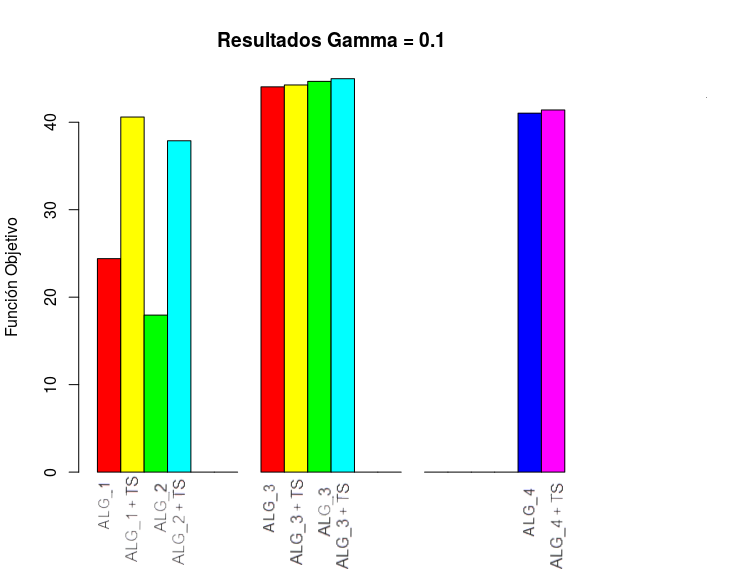 Resultados Gamma = 0.1
Función Objetivo
40
30
20
10
0
ALG_1
ALG_1 + TS
ALG_2
ALG_2 + TS
ALG_3
ALG_3 + TS
ALG_3
ALG_3 + TS
ALG_4
ALG_4 + TS